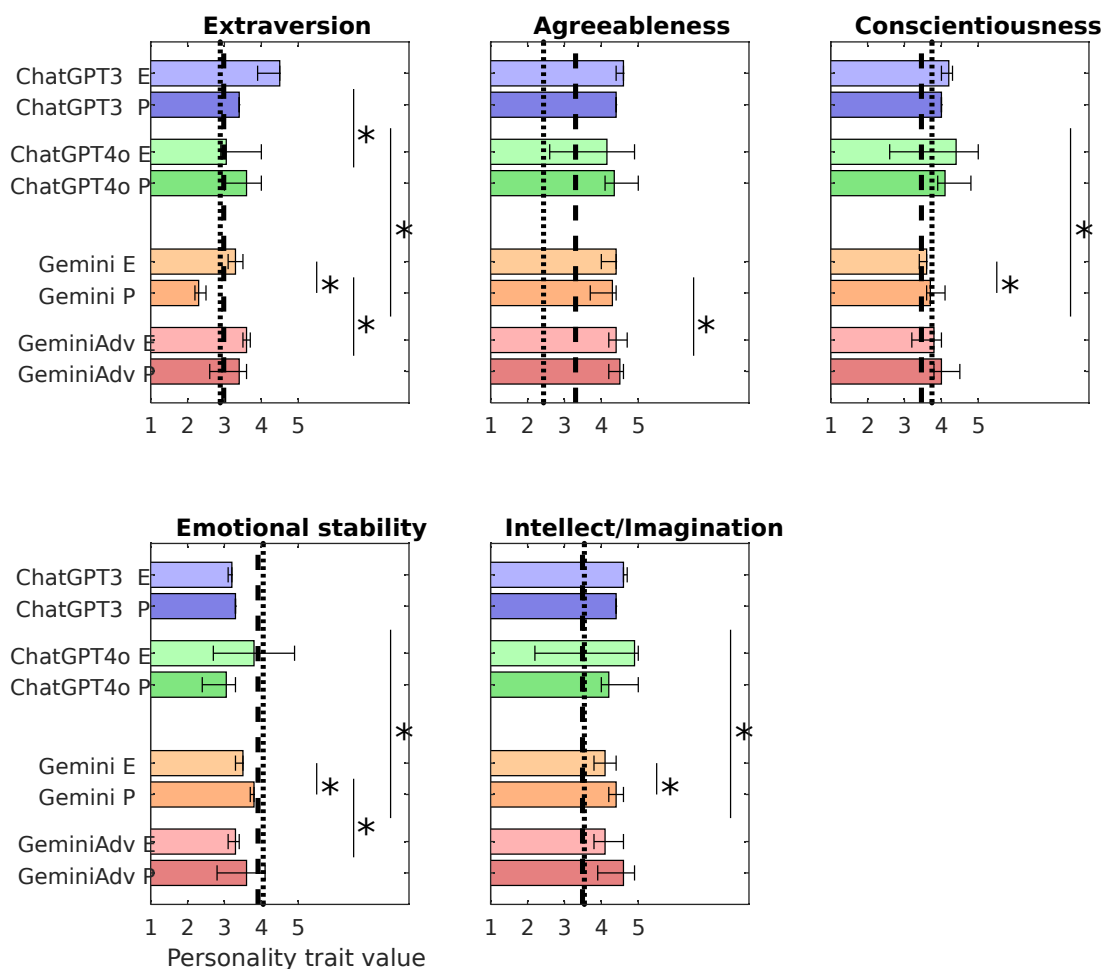 Extraversion Agreeableness Conscientiousness
ChatGPT3 E
ChatGPT3 P
*
ChatGPT4o E
ChatGPT4o P
* *
Gemini E
* *
Gemini P
* *
GeminiAdv E
GeminiAdv P
1 2 3 4 5 1 2 3 4 5 1 2 3 4 5
Emotional stability Intellect/Imagination
ChatGPT3 E
ChatGPT3 P
ChatGPT4o E
ChatGPT4o P
* *
Gemini E
* *
Gemini P
*
GeminiAdv E
GeminiAdv P
1 2 3 4 5 1 2 3 4 5
Personality trait value